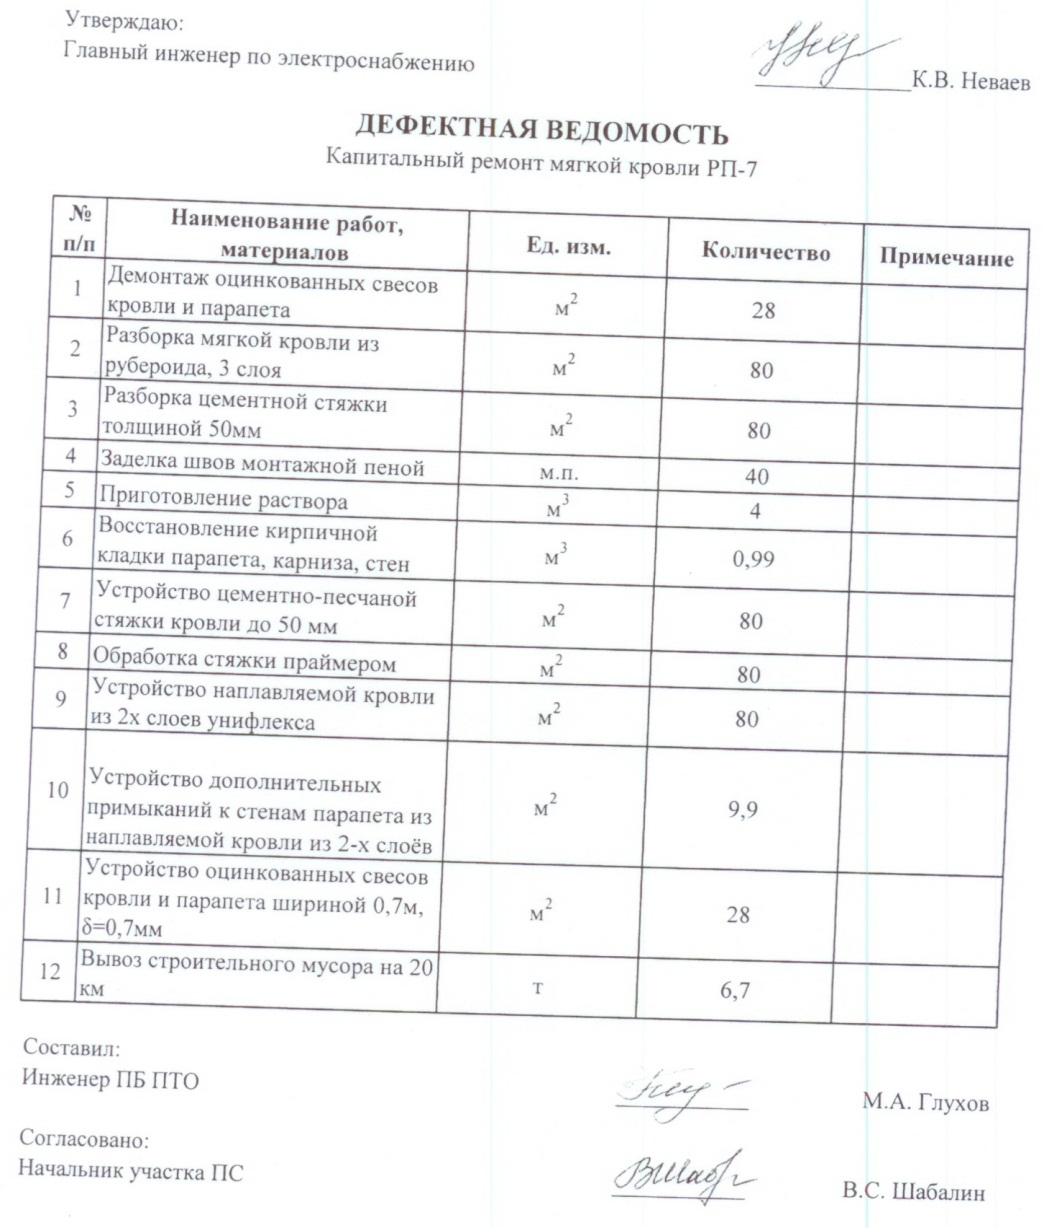 Утверждаю:
Главный инженер по электроснабжению
К.В. Неваев
ДЕФЕКТНАЯ ВЕДОМОСТЬ
Капитальный ремонт мягкой кровли РП-7
№ п/п Наименование работ, материалов Ед. изм. Количество Примечание
1 Демонтаж оцинкованных свесов кровли и парапета м² 28
2 Разборка мягкой кровли из рубероида, 3 слоя м² 80
3 Разборка цементной стяжки толщиной 50мм м² 80
4 Заделка швов монтажной пеной м.п. 40
5 Приготовление раствора м³ 4
6 Восстановление кирпичной кладки парапета, карниза, стен м³ 0,99
7 Устройство цементно-песчаной стяжки кровли до 50 мм м² 80
8 Обработка стяжки праймером м² 80
9 Устройство наплавляемой кровли из 2х слоев унифлекса м² 80
10 Устройство дополнительных примыканий к стенам парапета из наплавляемой кровли из 2-х слоёв м² 9,9
11 Устройство оцинкованных свесов кровли и парапета шириной 0,7м, δ=0,7мм м² 28
12 Вывоз строительного мусора на 20 км т 6,7
Составил:
Инженер ПБ ПТО
М.А. Глухов
Согласовано:
Начальник участка ПС
В.С. Шабалин